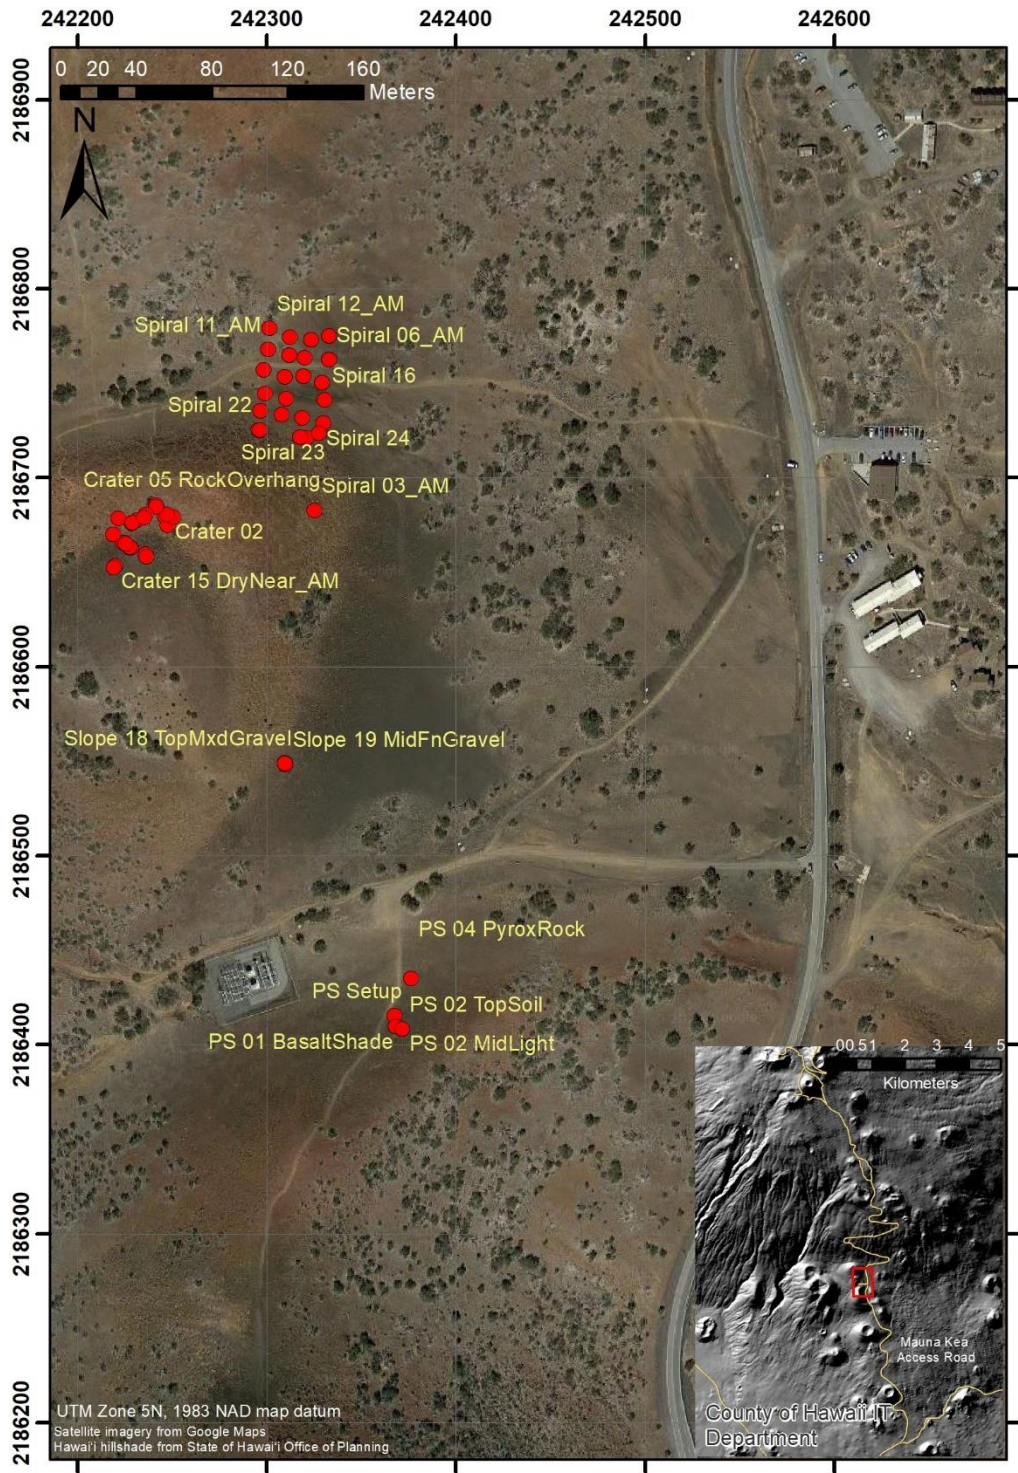 242200 242300 242400 242500 242600
0 20 40 80 120 160
Meters
N
2186900
2186800
2186700
2186600
2186500
2186400
2186300
2186200
Spiral 12_AM
Spiral 11_AM
Spiral 06_AM
Spiral 16
Spiral 22
Spiral 24
Spiral 23
Crater 05 RockOverhang
Spiral 03_AM
Crater 02
Crater 15 DryNear_AM
Slope 18 TopMxdGravel
Slope 19 MidFnGravel
PS 04 PyroxRock
PS Setup
PS 02 TopSoil
PS 01 BasaltShade
PS 02 MidLight
00.51 2 3 4 5
Kilometers
Mauna Kea
Access Road
County of Hawaii IT
Department
UTM Zone 5N, 1983 NAD map datum
Satellite imagery from Google Maps
Hawai'i hillshade from State of Hawai'i Office of Planning